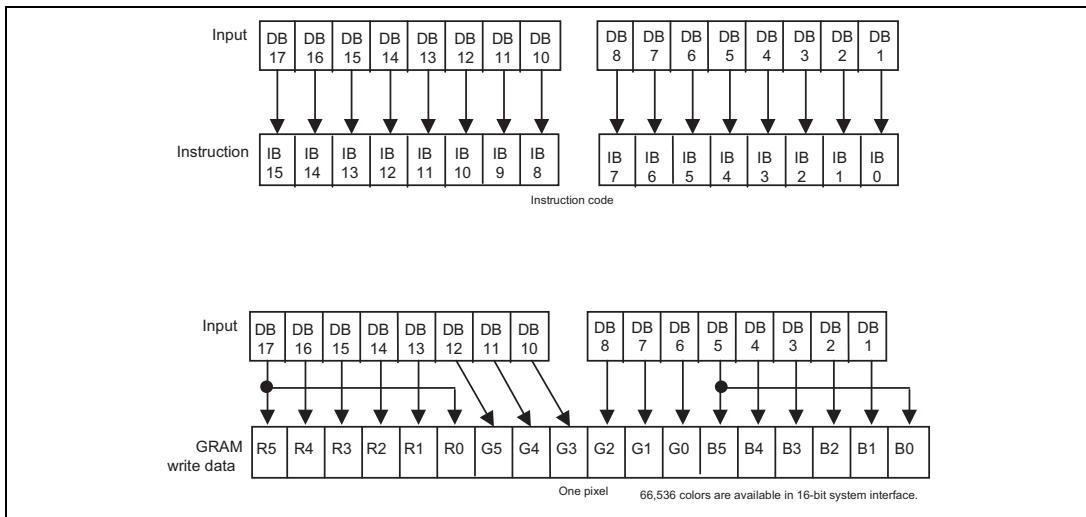 Input DB 17 DB 16 DB 15 DB 14 DB 13 DB 12 DB 11 DB 10 DB 8 DB 7 DB 6 DB 5 DB 4 DB 3 DB 2 DB 1
Instruction IB 15 IB 14 IB 13 IB 12 IB 11 IB 10 IB 9 IB 8 IB 7 IB 6 IB 5 IB 4 IB 3 IB 2 IB 1 IB 0
Instruction code
Input DB 17 DB 16 DB 15 DB 14 DB 13 DB 12 DB 11 DB 10 DB 8 DB 7 DB 6 DB 5 DB 4 DB 3 DB 2 DB 1
GRAM write data R5 R4 R3 R2 R1 R0 G5 G4 G3 G2 G1 G0 B5 B4 B3 B2 B1 B0
One pixel 66,536 colors are available in 16-bit system interface.